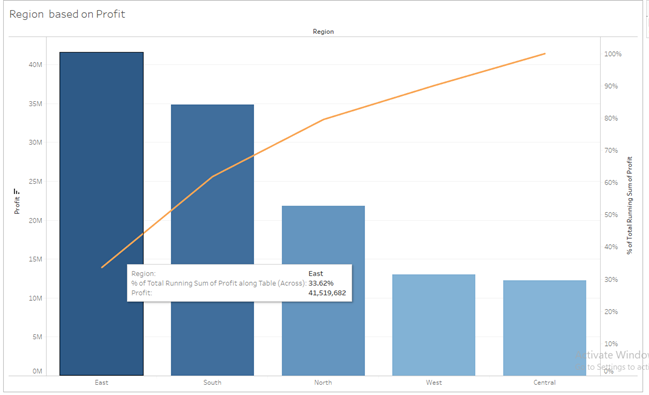 Region based on Profit
Region
40M
35M
30M
25M
20M
15M
10M
5M
0M
Profit
100%
90%
80%
70%
60%
50%
40%
30%
20%
10%
0%
% of Total Running Sum of Profit
Region: East
% of Total Running Sum of Profit along Table (Across): 33.62%
Profit: 41,519,682
East
South
North
West
Central
Activate Window
to Settings to acti